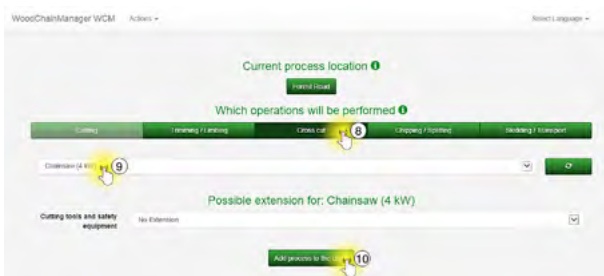 WoodChainManager WCM Actions Select Language
Current process location
Forest Road
Which operations will be performed
Cutting Trimming / Limbing Cross cut 8 Chipping / Splitting Skidding / Transport
Chainsaw (4 kW) 9
Possible extension for: Chainsaw (4 kW)
Cutting tools and safety equipment No Extension
Add process to the 10